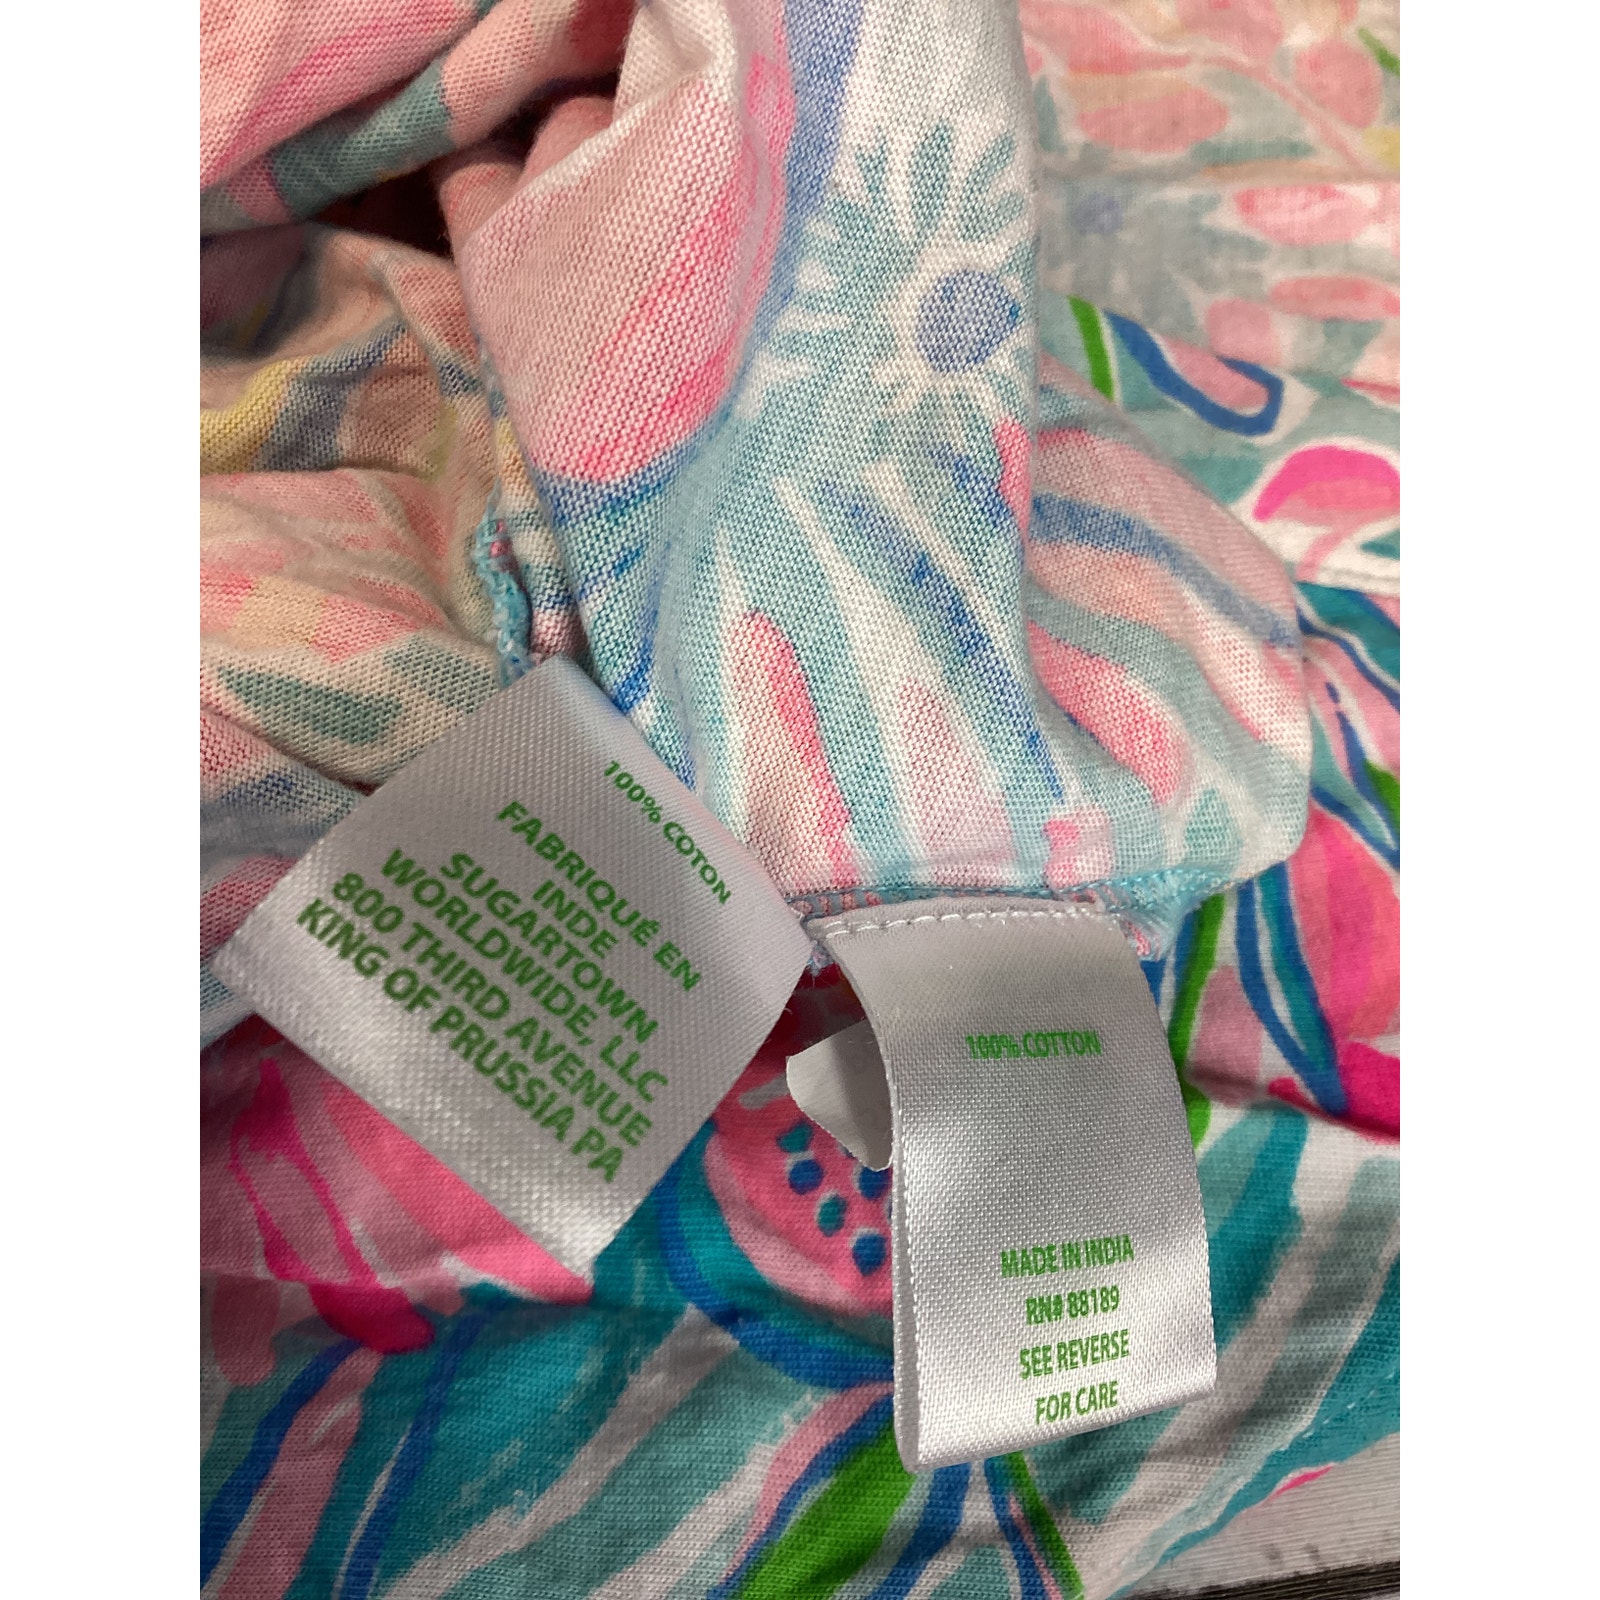 100% COTON
FABRIQUÉ EN
INDE
SUGARTOWN
WORLDWIDE, LLC
800 THIRD AVENUE
KING OF PRUSSIA PA
100% COTTON
MADE IN INDIA
RN# 88189
SEE REVERSE
FOR CARE